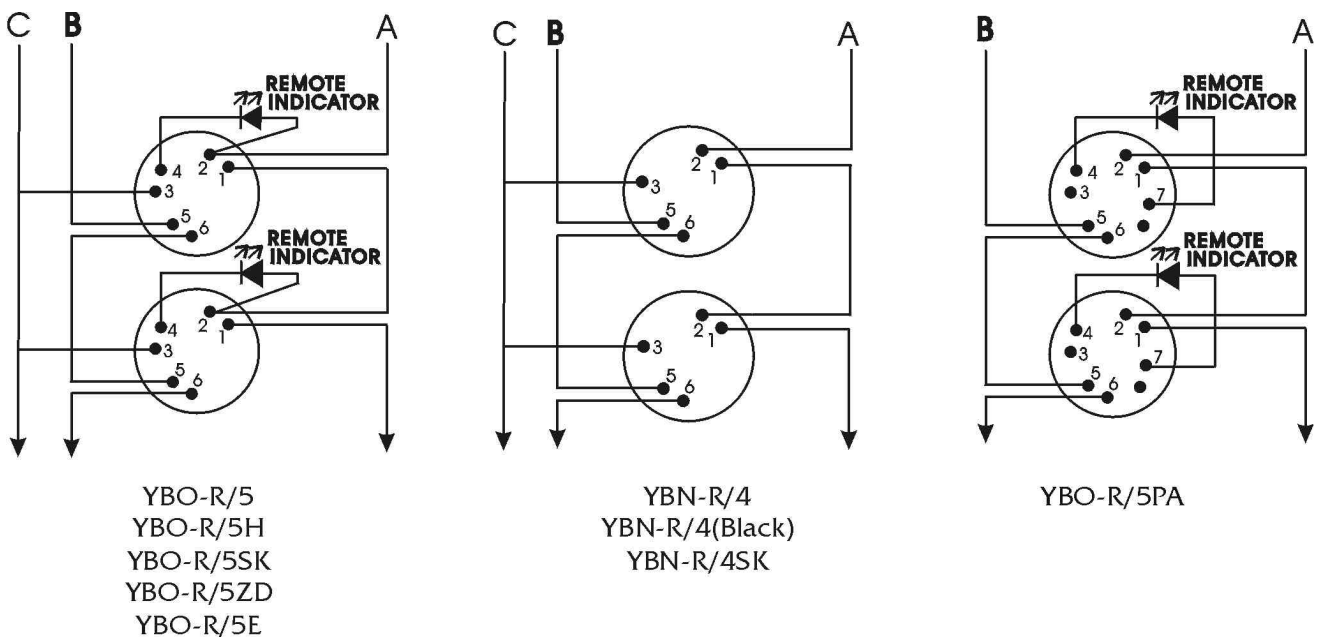 C B A
REMOTE
INDICATOR
4
2
1
3
5
6
REMOTE
INDICATOR
4
2
1
3
5
6
YBO-R/5
YBO-R/5H
YBO-R/5SK
YBO-R/5ZD
YBO-R/5E
C B A
2
1
3
5
6
2
1
3
5
6
YBN-R/4
YBN-R/4(Black)
YBN-R/4SK
B A
REMOTE
INDICATOR
4
2
1
3
7
5
6
REMOTE
INDICATOR
4
2
1
3
7
5
6
YBO-R/5PA